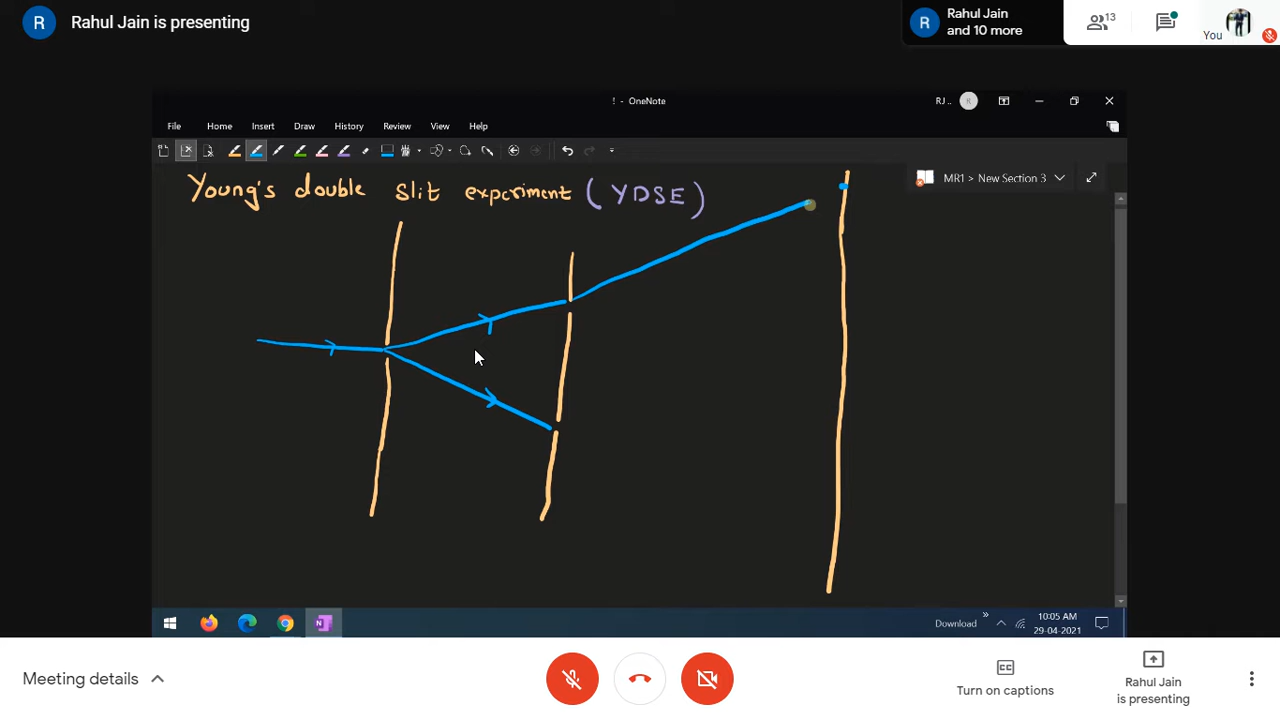 R Rahul Jain is presenting
R Rahul Jain
and 10 more
13
You
! - OneNote
RJ ..
File Home Insert Draw History Review View Help
MR1 > New Section 3
Young's double slit experiment (YDSE)
Download
10:05 AM
29-04-2021
Meeting details
Turn on captions
Rahul Jain
is presenting